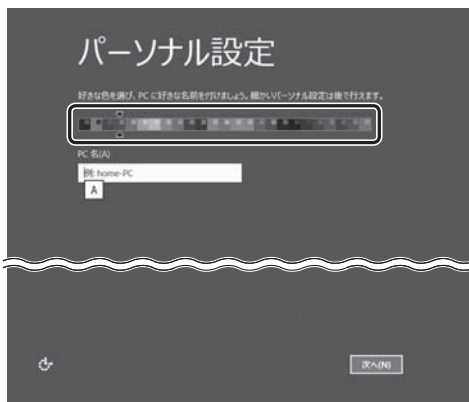 パーソナル設定
好きな色を選び、PC に好きな名前を付けましょう。細かいパーソナル設定は後で行えます。
PC 名(A)
例: home-PC
A
次へ(N)